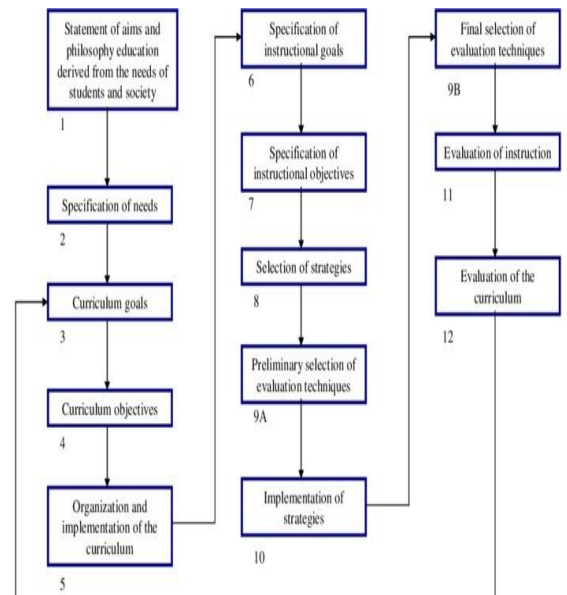 Statement of aims and
philosophy education
derived from the needs of
students and society
1
Specification of needs
2
Curriculum goals
3
Curriculum objectives
4
Organization and
implementation of the
curriculum
5
Specification of
instructional goals
6
Specification of
instructional objectives
7
Selection of strategies
8
Preliminary selection of
evaluation techniques
9A
Implementation of
strategies
10
Final selection of
evaluation techniques
9B
Evaluation of instruction
11
Evaluation of the
curriculum
12